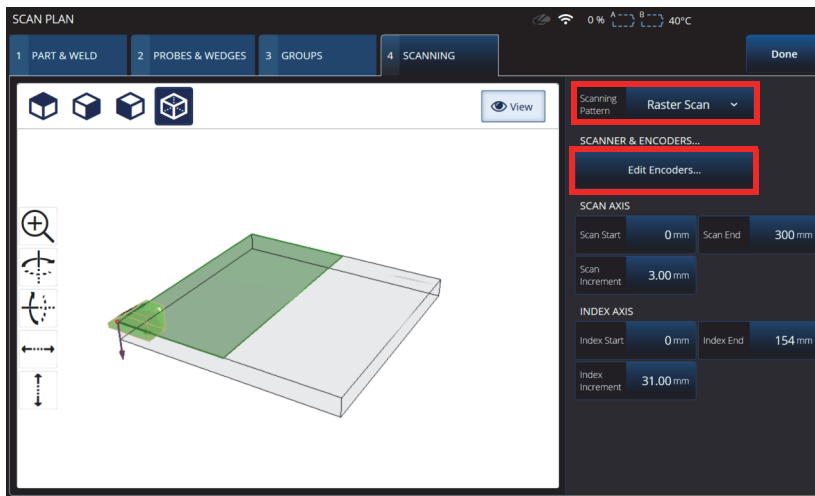 SCAN PLAN
0 % A B 40°C
1 PART & WELD 2 PROBES & WEDGES 3 GROUPS 4 SCANNING Done
View
Scanning
Pattern Raster Scan
SCANNER & ENCODERS...
Edit Encoders...
SCAN AXIS
Scan Start 0 mm Scan End 300 mm
Scan
Increment 3.00 mm
INDEX AXIS
Index Start 0 mm Index End 154 mm
Index
Increment 31.00 mm